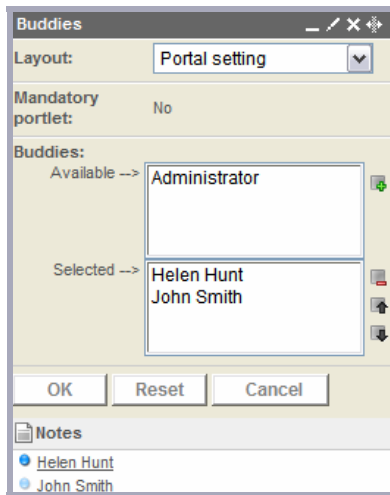 Buddies
Layout: Portal setting
Mandatory
portlet: No
Buddies:
Available --> Administrator
Selected --> Helen Hunt
John Smith
OK Reset Cancel
Notes
Helen Hunt
John Smith